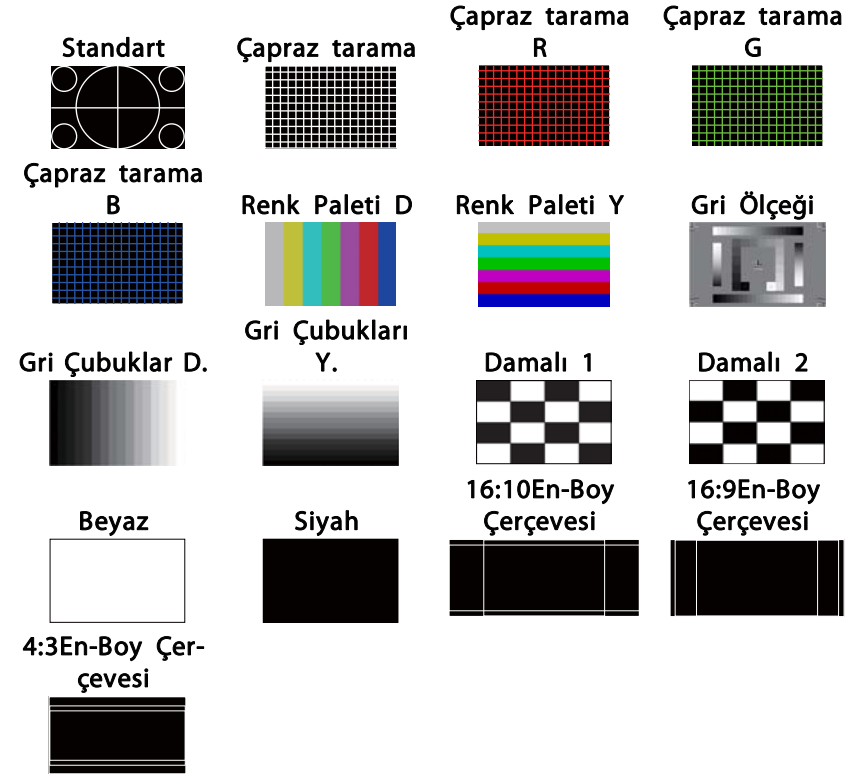 Standart
Çapraz tarama
Çapraz tarama
R
Çapraz tarama
G
Çapraz tarama
B
Renk Paleti D
Renk Paleti Y
Gri Ölçeği
Gri Çubuklar D.
Gri Çubukları
Y.
Damalı 1
Damalı 2
Beyaz
Siyah
16:10En-Boy
Çerçevesi
16:9En-Boy
Çerçevesi
4:3En-Boy Çer-
çevesi